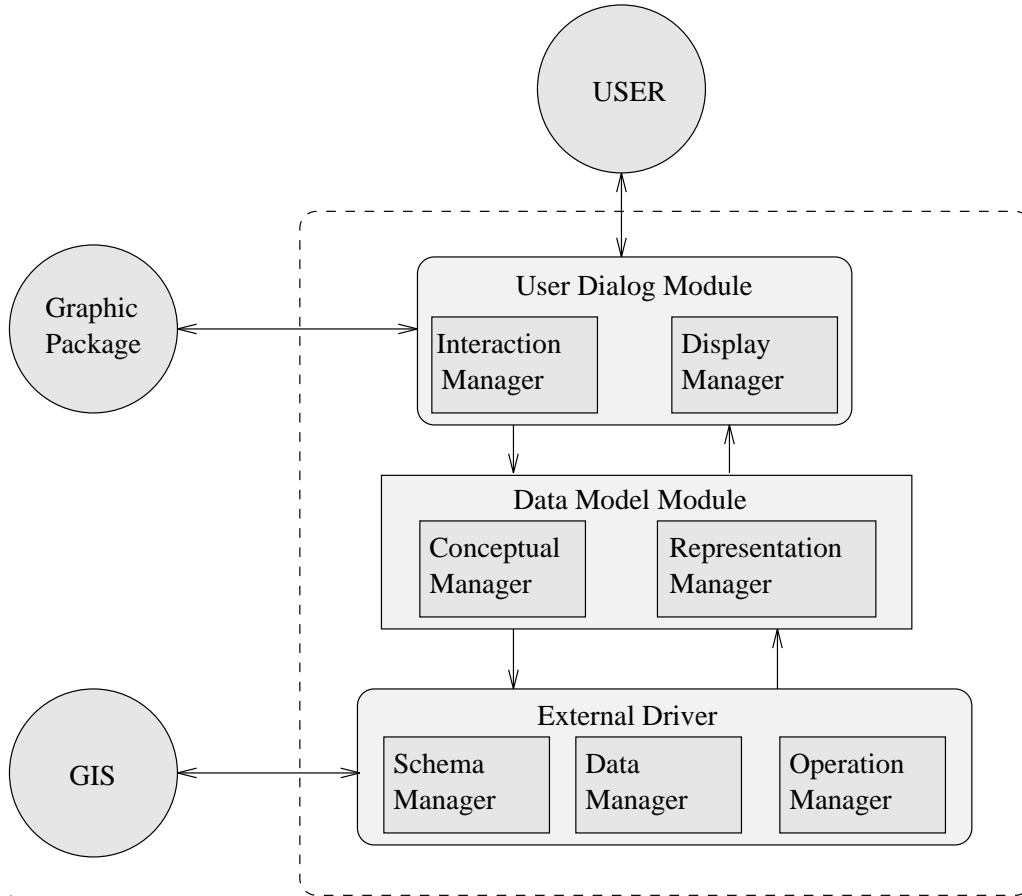 USER
Graphic
Package
User Dialog Module
Interaction
Manager
Display
Manager
Data Model Module
Conceptual
Manager
Representation
Manager
GIS
External Driver
Schema
Manager
Data
Manager
Operation
Manager